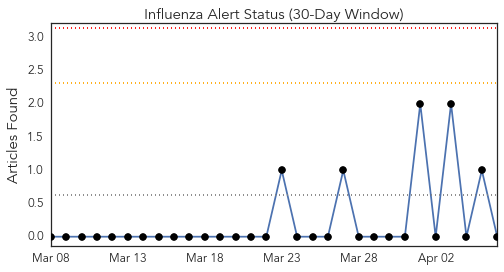 Influenza Alert Status (30-Day Window)
Articles Found
3.0
2.5
2.0
1.5
1.0
0.5
0.0
Mar 08 Mar 13 Mar 18 Mar 23 Mar 28 Apr 02